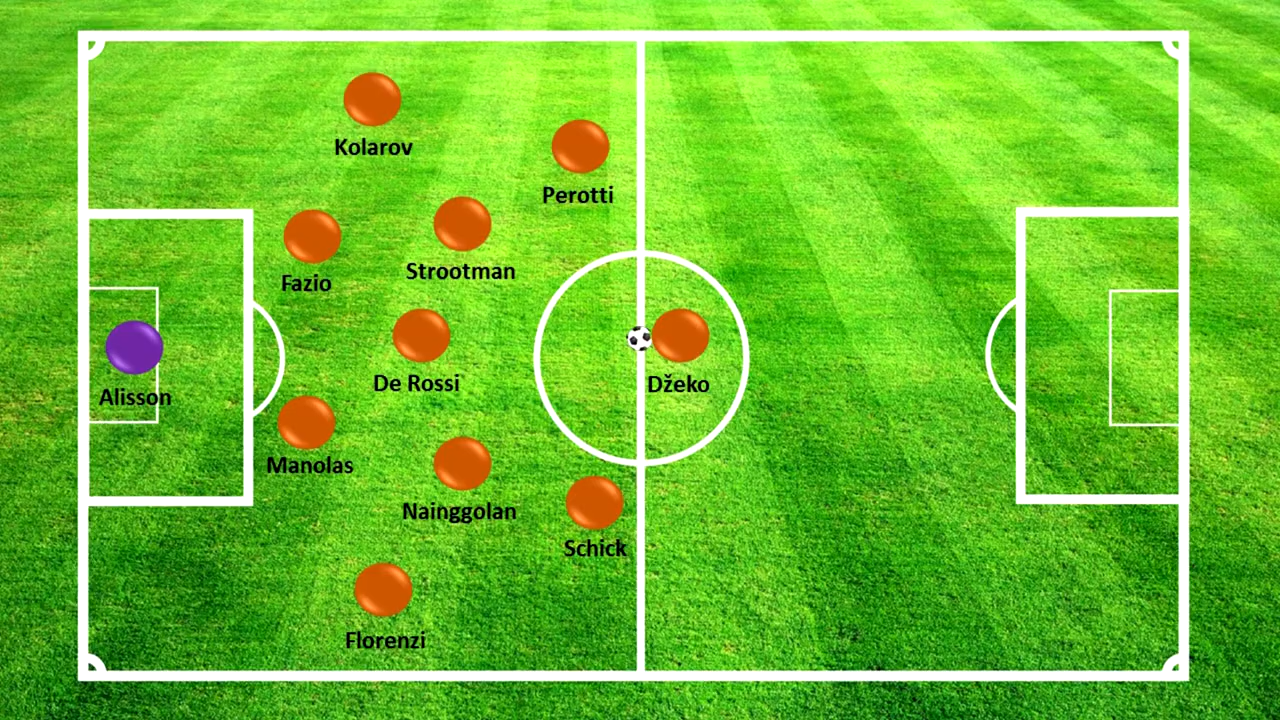 Kolarov
Perotti
Strootman
Fazio
De Rossi
Džeko
Alisson
Manolas
Nainggolan
Schick
Florenzi